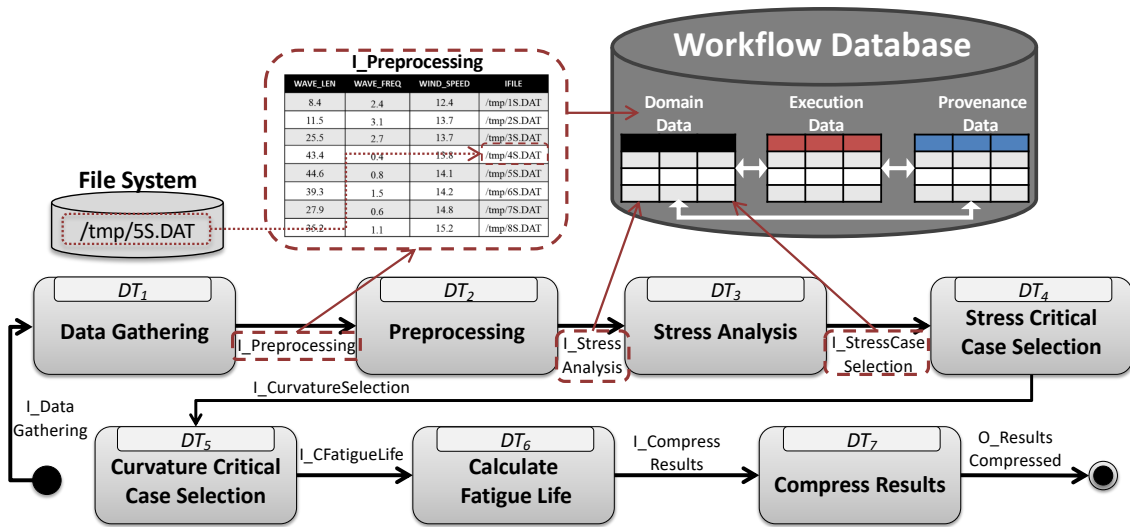 Workflow Database
I_Preprocessing
WAVE_LEN WAVE_FREQ WIND_SPEED IFILE
8.4 2.4 12.4 /tmp/1S.DAT
11.5 3.1 13.7 /tmp/2S.DAT
25.5 2.7 13.7 /tmp/3S.DAT
43.4 0.4 15.8 /tmp/4S.DAT
44.6 0.8 14.1 /tmp/5S.DAT
39.3 1.5 14.2 /tmp/6S.DAT
27.9 0.6 14.8 /tmp/7S.DAT
35.2 1.1 15.2 /tmp/8S.DAT
Domain
Data
Execution
Data
Provenance
Data
File System
/tmp/5S.DAT
DT1
Data Gathering
I_Preprocessing
DT2
Preprocessing
I_Stress
Analysis
DT3
Stress Analysis
I_StressCase
Selection
DT4
Stress Critical
Case Selection
I_CurvatureSelection
I_Data
Gathering
DT5
Curvature Critical
Case Selection
I_CFatigueLife
DT6
Calculate
Fatigue Life
I_Compress
Results
DT7
Compress Results
O_Results
Compressed